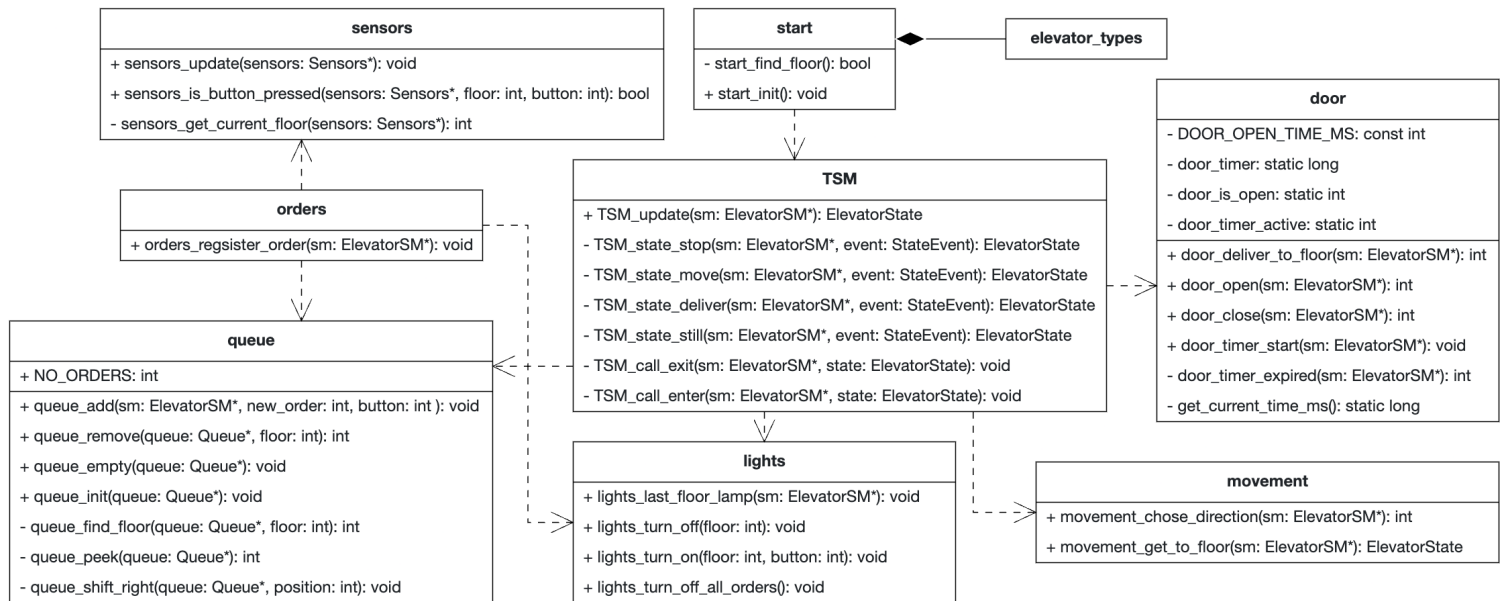 sensors
+ sensors_update(sensors: Sensors*): void
+ sensors_is_button_pressed(sensors: Sensors*, floor: int, button: int): bool
- sensors_get_current_floor(sensors: Sensors*): int
start
- start_find_floor(): bool
+ start_init(): void
elevator_types
door
- DOOR_OPEN_TIME_MS: const int
- door_timer: static long
- door_is_open: static int
- door_timer_active: static int
+ door_deliver_to_floor(sm: ElevatorSM*): int
+ door_open(sm: ElevatorSM*): int
+ door_close(sm: ElevatorSM*): int
+ door_timer_start(sm: ElevatorSM*): void
- door_timer_expired(sm: ElevatorSM*): int
- get_current_time_ms(): static long
orders
+ orders_regsister_order(sm: ElevatorSM*): void
TSM
+ TSM_update(sm: ElevatorSM*): ElevatorState
- TSM_state_stop(sm: ElevatorSM*, event: StateEvent): ElevatorState
- TSM_state_move(sm: ElevatorSM*, event: StateEvent): ElevatorState
- TSM_state_deliver(sm: ElevatorSM*, event: StateEvent): ElevatorState
- TSM_state_still(sm: ElevatorSM*, event: StateEvent): ElevatorState
- TSM_call_exit(sm: ElevatorSM*, state: ElevatorState): void
- TSM_call_enter(sm: ElevatorSM*, state: ElevatorState): void
queue
+ NO_ORDERS: int
+ queue_add(sm: ElevatorSM*, new_order: int, button: int ): void
+ queue_remove(queue: Queue*, floor: int): int
+ queue_empty(queue: Queue*): void
+ queue_init(queue: Queue*): void
- queue_find_floor(queue: Queue*, floor: int): int
- queue_peek(queue: Queue*): int
- queue_shift_right(queue: Queue*, position: int): void
lights
+ lights_last_floor_lamp(sm: ElevatorSM*): void
+ lights_turn_off(floor: int): void
+ lights_turn_on(floor: int, button: int): void
+ lights_turn_off_all_orders(): void
movement
+ movement_chose_direction(sm: ElevatorSM*): int
+ movement_get_to_floor(sm: ElevatorSM*): ElevatorState